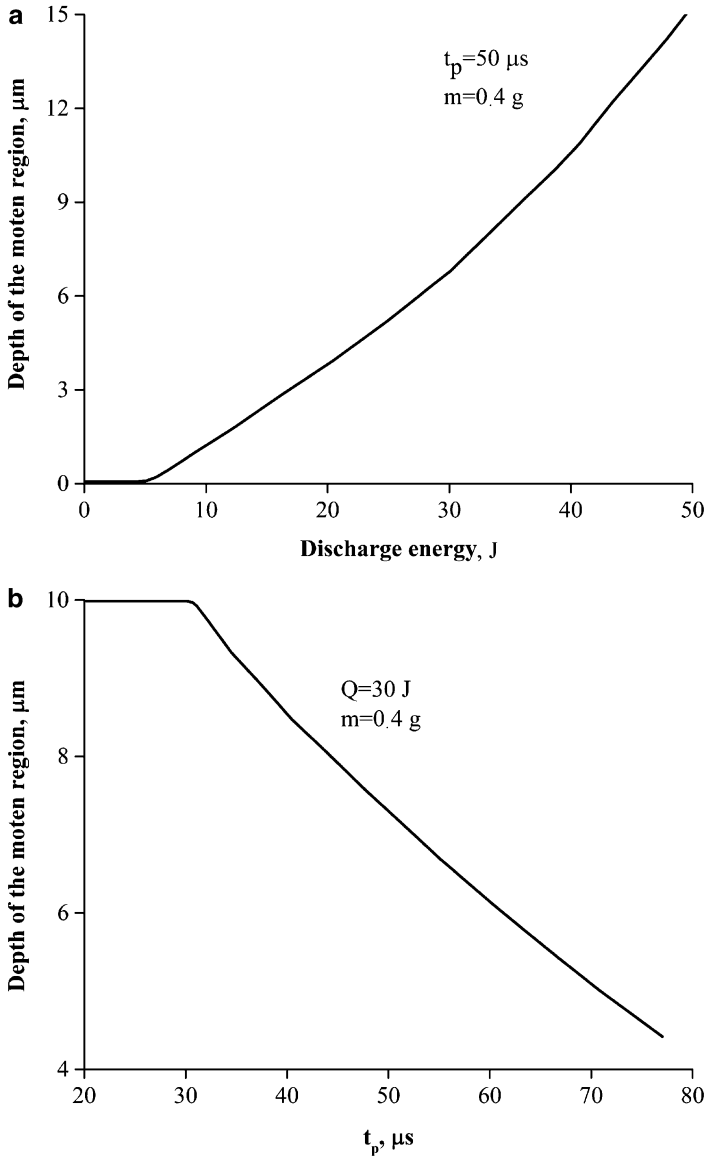 a
15
t_p=50 μs
m=0.4 g
12
Depth of the moten region, μm
9
6
3
0
0 10 20 30 40 50
Discharge energy, J
b
10
Q=30 J
m=0.4 g
8
Depth of the moten region, μm
6
4
20 30 40 50 60 70 80
t_p, μs